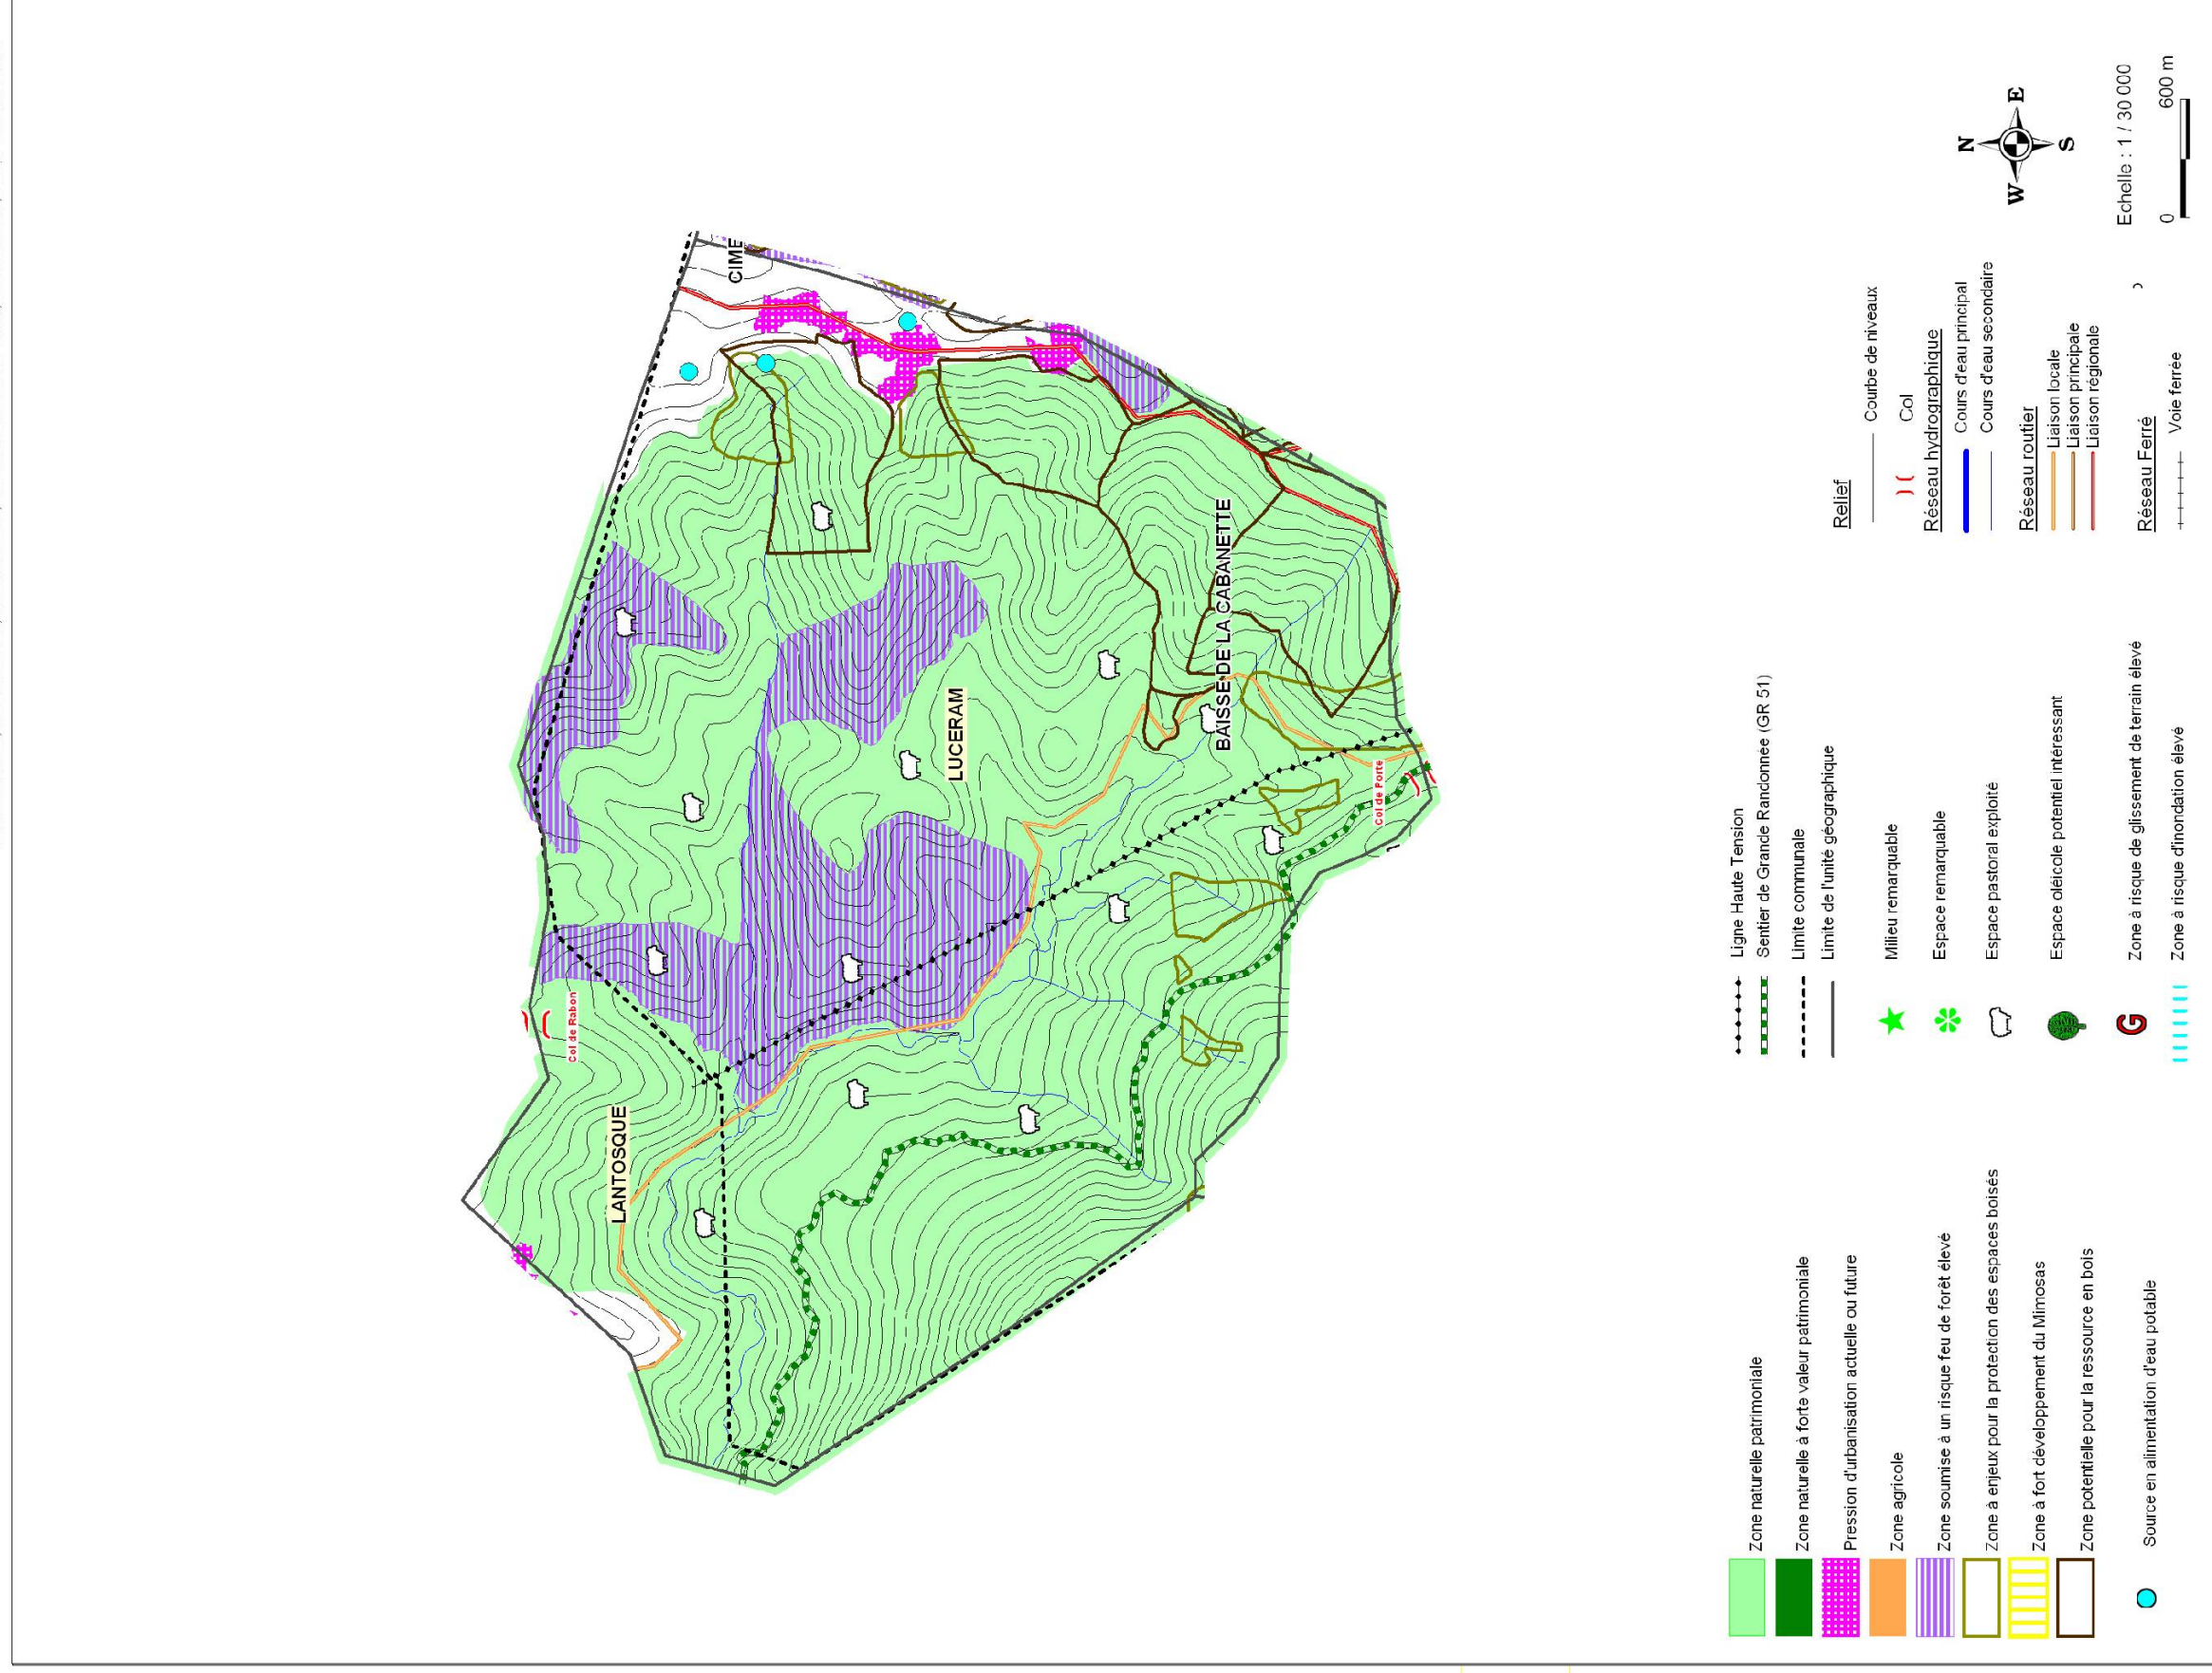 CIME
LUCERAM
BAISSE DE LA CABANETTE
LANTOSQUE
Col de Rabon
Col de Porte
Zone naturelle patrimoniale
Zone naturelle à forte valeur patrimoniale
Pression d'urbanisation actuelle ou future
Zone agricole
Zone soumise à un risque feu de forêt élevé
Zone à enjeux pour la protection des espaces boisés
Zone à fort développement du Mimosas
Zone potentielle pour la ressource en bois
Source en alimentation d'eau potable
Ligne Haute Tension
Sentier de Grande Randonnée (GR 51)
Limite communale
Limite de l'unité géographique
Milieu remarquable
Espace remarquable
Espace pastoral exploité
Espace oléicole potentiel intéressant
G
Zone à risque de glissement de terrain élevé
Zone à risque d'inondation élevé
Relief
Courbe de niveaux
Col
Réseau hydrographique
Cours d'eau principal
Cours d'eau secondaire
Réseau routier
Liaison locale
Liaison principale
Liaison régionale
Réseau Ferré
Voie ferrée
N
W E
S
Echelle : 1 / 30 000
0 600 m